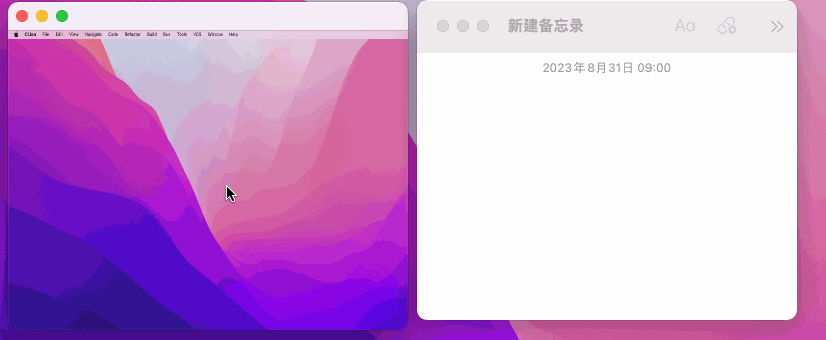 CLion File Edit View Navigate Code Refactor Build Run Tools VCS Window Help
新建备忘录
Aa
2023年8月31日 09:00